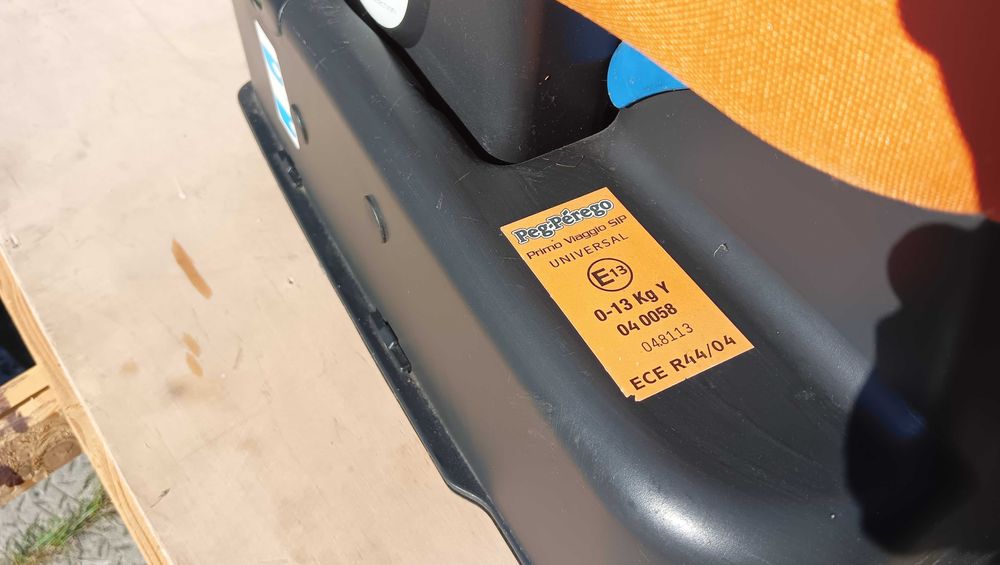 Peg-Pérego
Primo Viaggio SIP
UNIVERSAL
E13
0-13 Kg Y
04 0058
048113
ECE R44/04